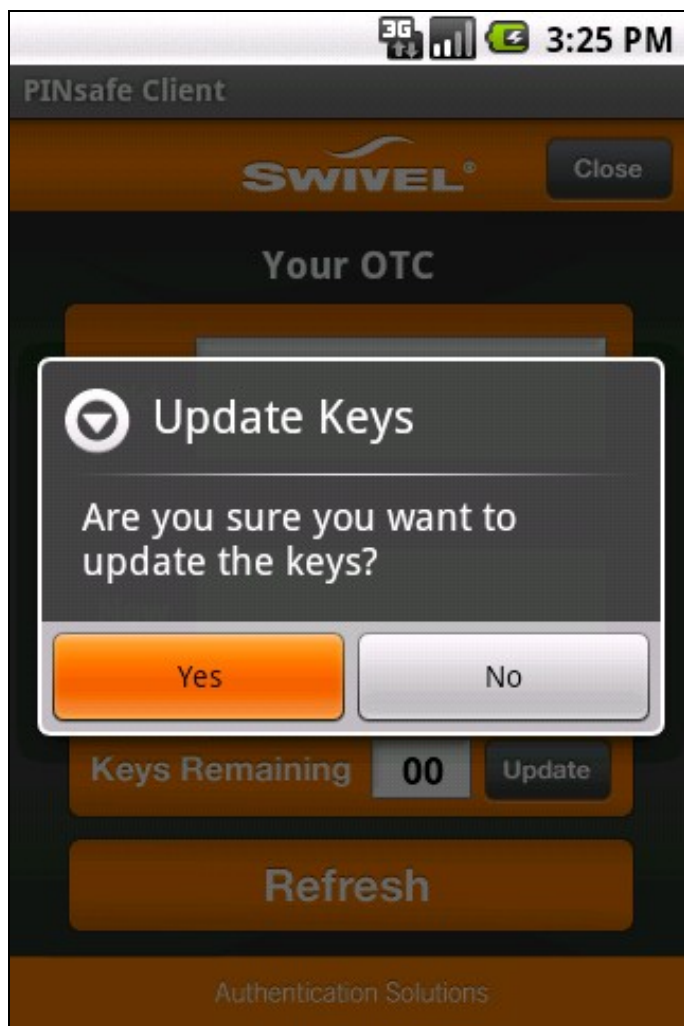 3G 3:25 PM
PINsafe Client
SWIVEL® Close
Your OTC
Update Keys
Are you sure you want to
update the keys?
Yes No
Keys Remaining 00 Update
Refresh
Authentication Solutions